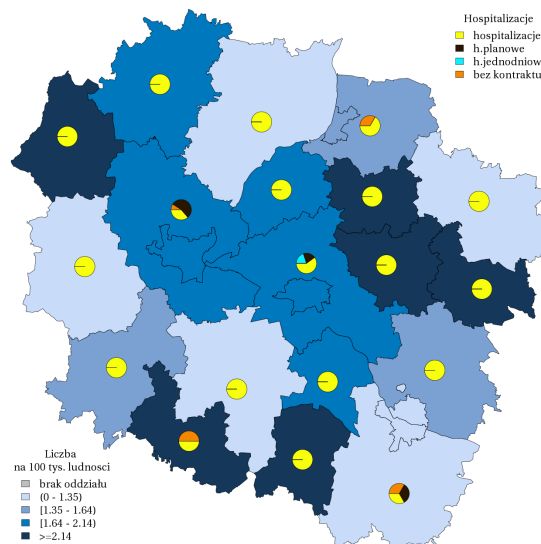 Hospitalizacje
hospitalizacje
h.planowe
h.jednodniow
bez kontraktu
Liczba
na 100 tys. ludnosci
brak oddziału
(0 - 1.35)
[1.35 - 1.64)
[1.64 - 2.14)
>=2.14